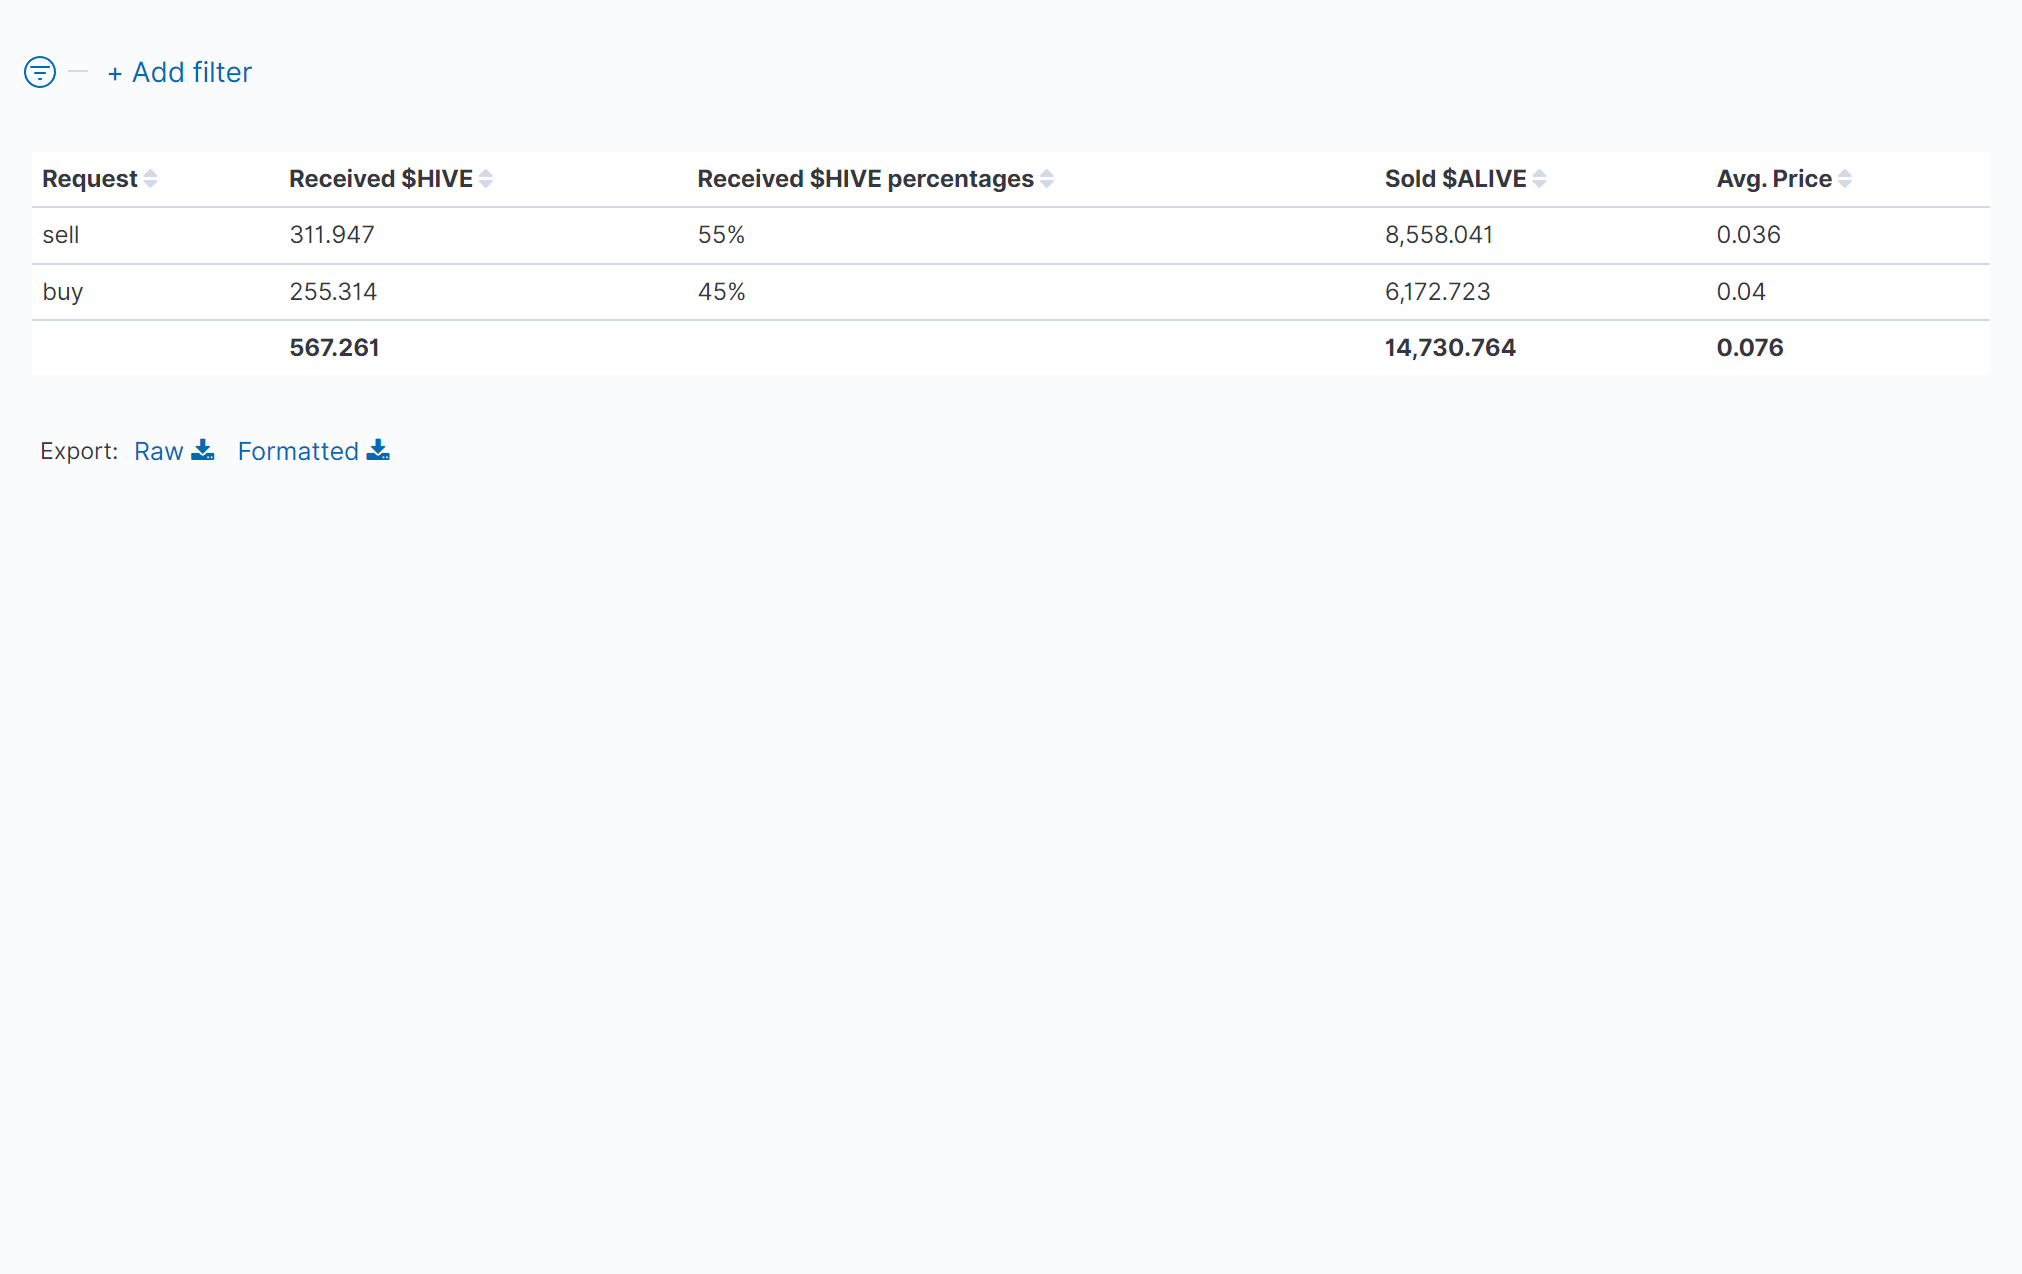 + Add filter
Request Received $HIVE Received $HIVE percentages Sold $ALIVE Avg. Price
sell 311.947 55% 8,558.041 0.036
buy 255.314 45% 6,172.723 0.04
567.261 14,730.764 0.076
Export: Raw Formatted